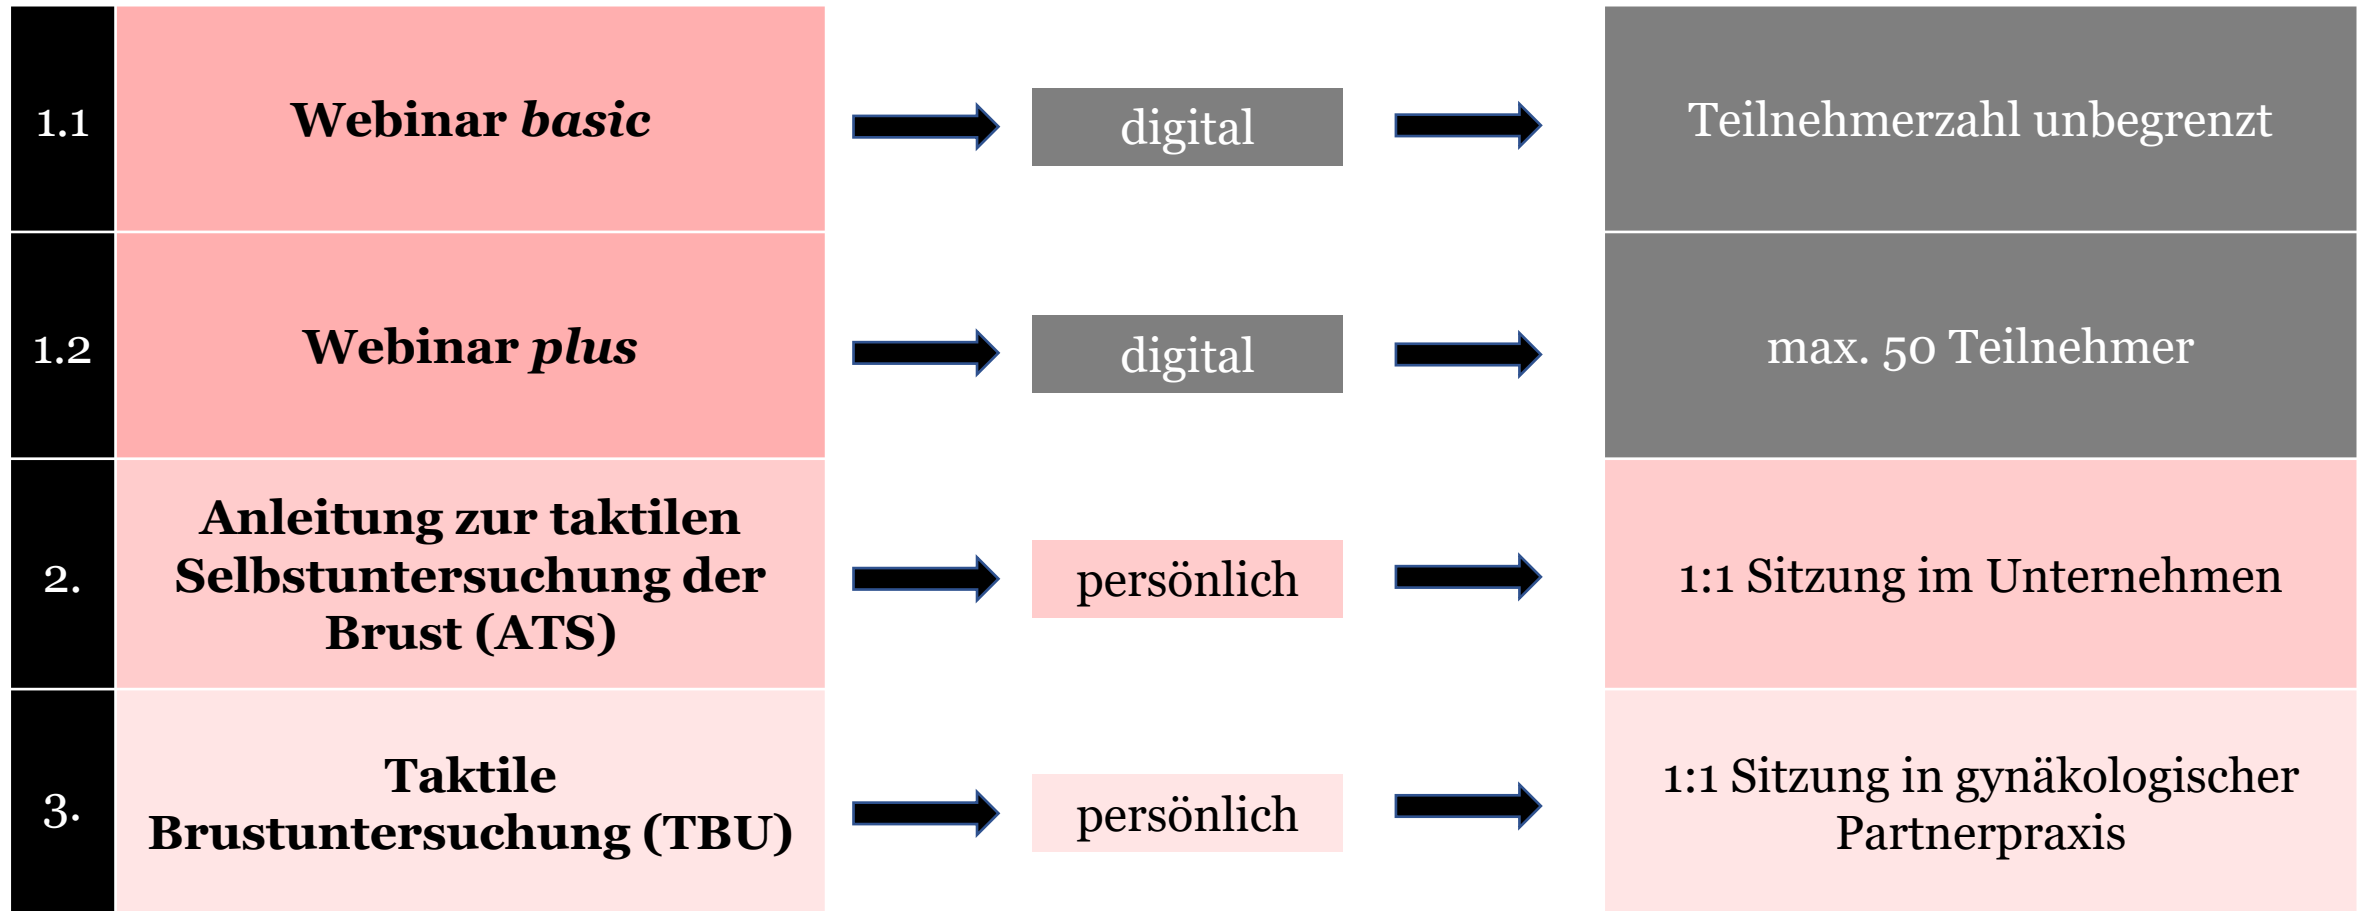 1.1
Webinar basic
digital
Teilnehmerzahl unbegrenzt
1.2
Webinar plus
digital
max. 50 Teilnehmer
2.
Anleitung zur taktilen
Selbstuntersuchung der
Brust (ATS)
persönlich
1:1 Sitzung im Unternehmen
3.
Taktile
Brustuntersuchung (TBU)
persönlich
1:1 Sitzung in gynäkologischer
Partnerpraxis